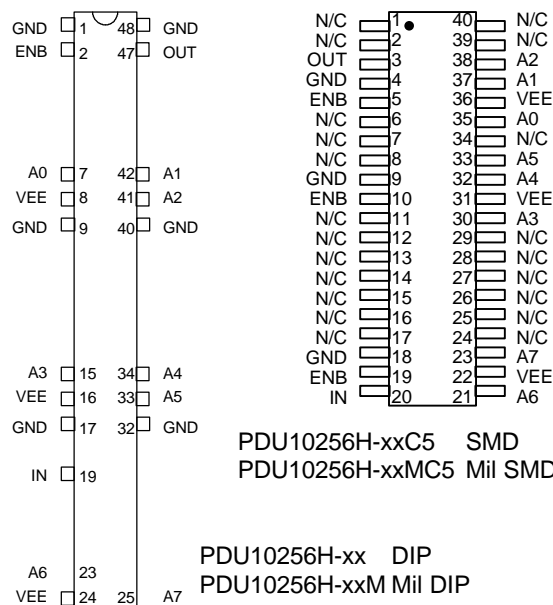 GND 1 48 GND
ENB 2 47 OUT
A0 7 42 A1
VEE 8 41 A2
GND 9 40 GND
A3 15 34 A4
VEE 16 33 A5
GND 17 32 GND
IN 19
A6 23
VEE 24 25 A7
N/C 1 40 N/C
N/C 2 39 N/C
OUT 3 38 A2
GND 4 37 A1
ENB 5 36 VEE
N/C 6 35 A0
N/C 7 34 N/C
N/C 8 33 A5
GND 9 32 A4
ENB 10 31 VEE
N/C 11 30 A3
N/C 12 29 N/C
N/C 13 28 N/C
N/C 14 27 N/C
N/C 15 26 N/C
N/C 16 25 N/C
N/C 17 24 N/C
GND 18 23 A7
ENB 19 22 VEE
IN 20 21 A6
PDU10256H-xxC5 SMD
PDU10256H-xxMC5 Mil SMD
PDU10256H-xx DIP
PDU10256H-xxM Mil DIP